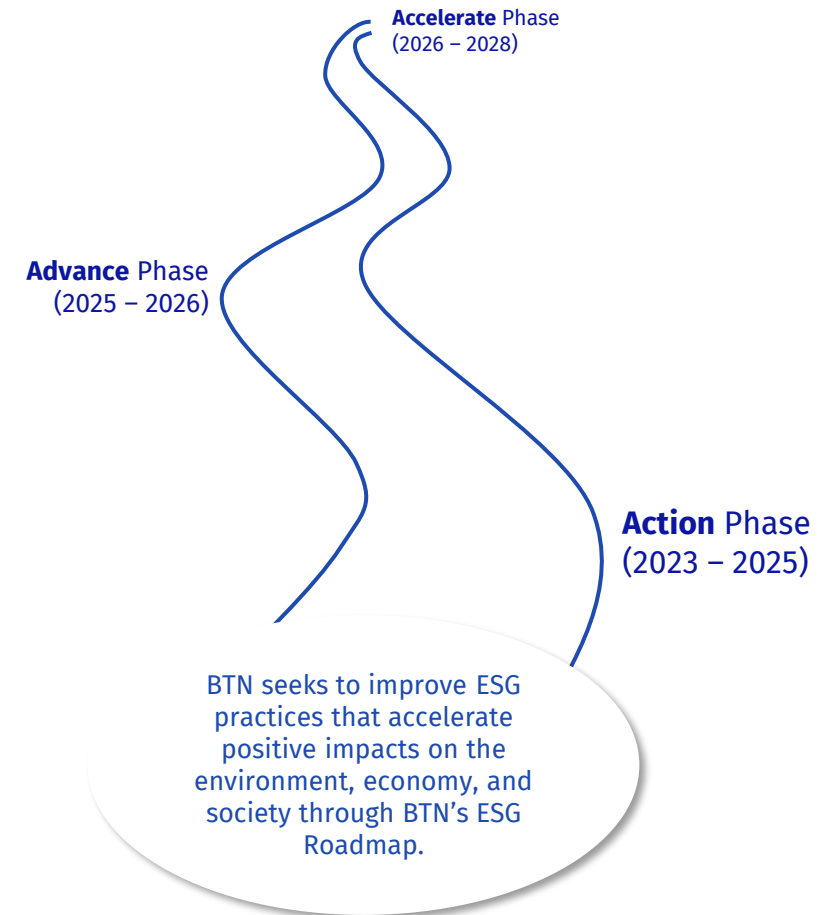 Accelerate Phase
(2026 – 2028)
Advance Phase
(2025 – 2026)
Action Phase
(2023 – 2025)
BTN seeks to improve ESG
practices that accelerate
positive impacts on the
environment, economy, and
society through BTN’s ESG
Roadmap.